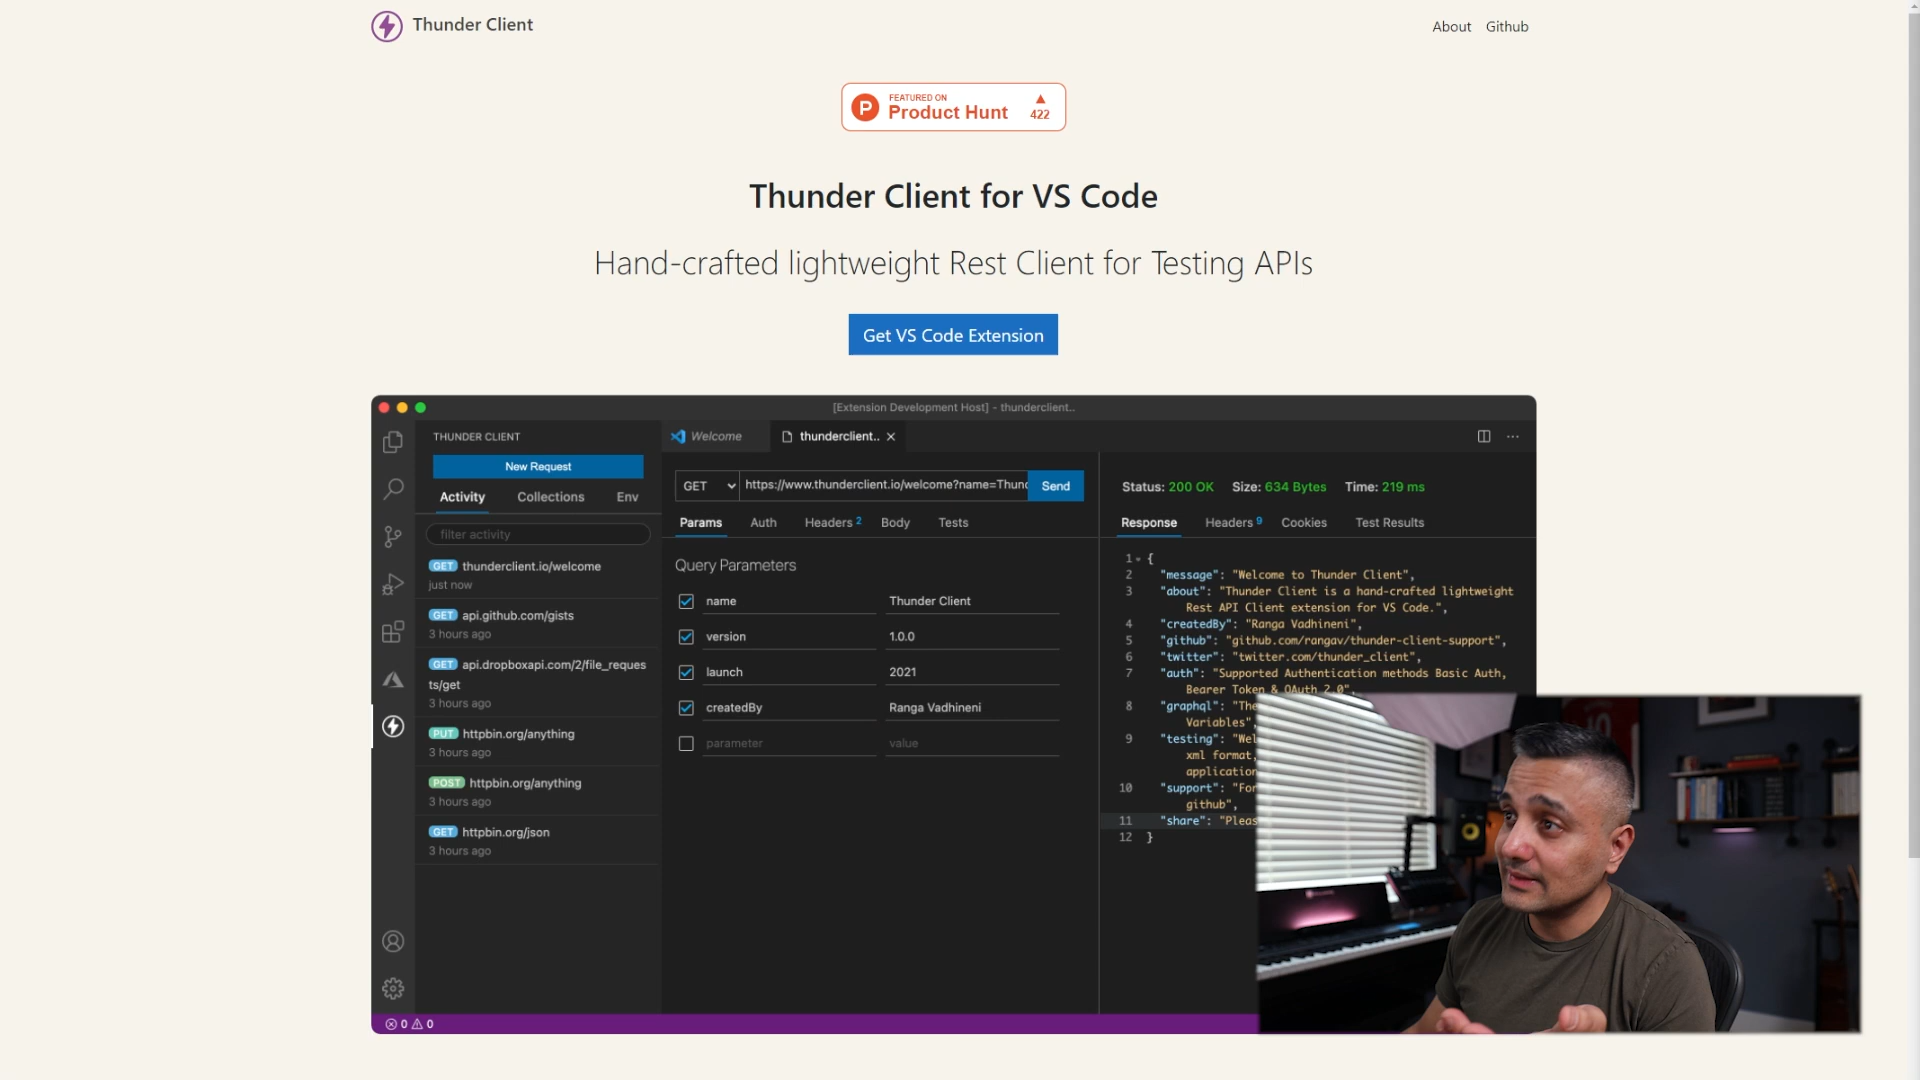 Thunder Client
About Github
FEATURED ON
Product Hunt
422
Thunder Client for VS Code
Hand-crafted lightweight Rest Client for Testing APIs
Get VS Code Extension
[Extension Development Host] - thunderclient..
THUNDER CLIENT
New Request
Activity Collections Env
filter activity
GET thunderclient.io/welcome
just now
GET api.github.com/gists
3 hours ago
GET api.dropboxapi.com/2/file_reques
ts/get
3 hours ago
PUT httpbin.org/anything
3 hours ago
POST httpbin.org/anything
3 hours ago
GET httpbin.org/json
3 hours ago
Welcome thunderclient..
GET https://www.thunderclient.io/welcome?name=Thund Send
Params Auth Headers 2 Body Tests
Query Parameters
name Thunder Client
version 1.0.0
launch 2021
createdBy Ranga Vadhineni
parameter value
Status: 200 OK Size: 634 Bytes Time: 219 ms
Response Headers 9 Cookies Test Results
1 {
2 "message": "Welcome to Thunder Client",
3 "about": "Thunder Client is a hand-crafted lightweight
Rest API Client extension for VS Code.",
4 "createdBy": "Ranga Vadhineni",
5 "github": "github.com/rangav/thunder-client-support",
6 "twitter": "twitter.com/thunder_client",
7 "auth": "Supported Authentication methods Basic Auth,
Bearer Token & OAuth 2.0",
8 "graphql": "The
Variables",
9 "testing": "Wel
xml format,
application
10 "support": "For
github",
11 "share": "Pleas
12 }
0 0